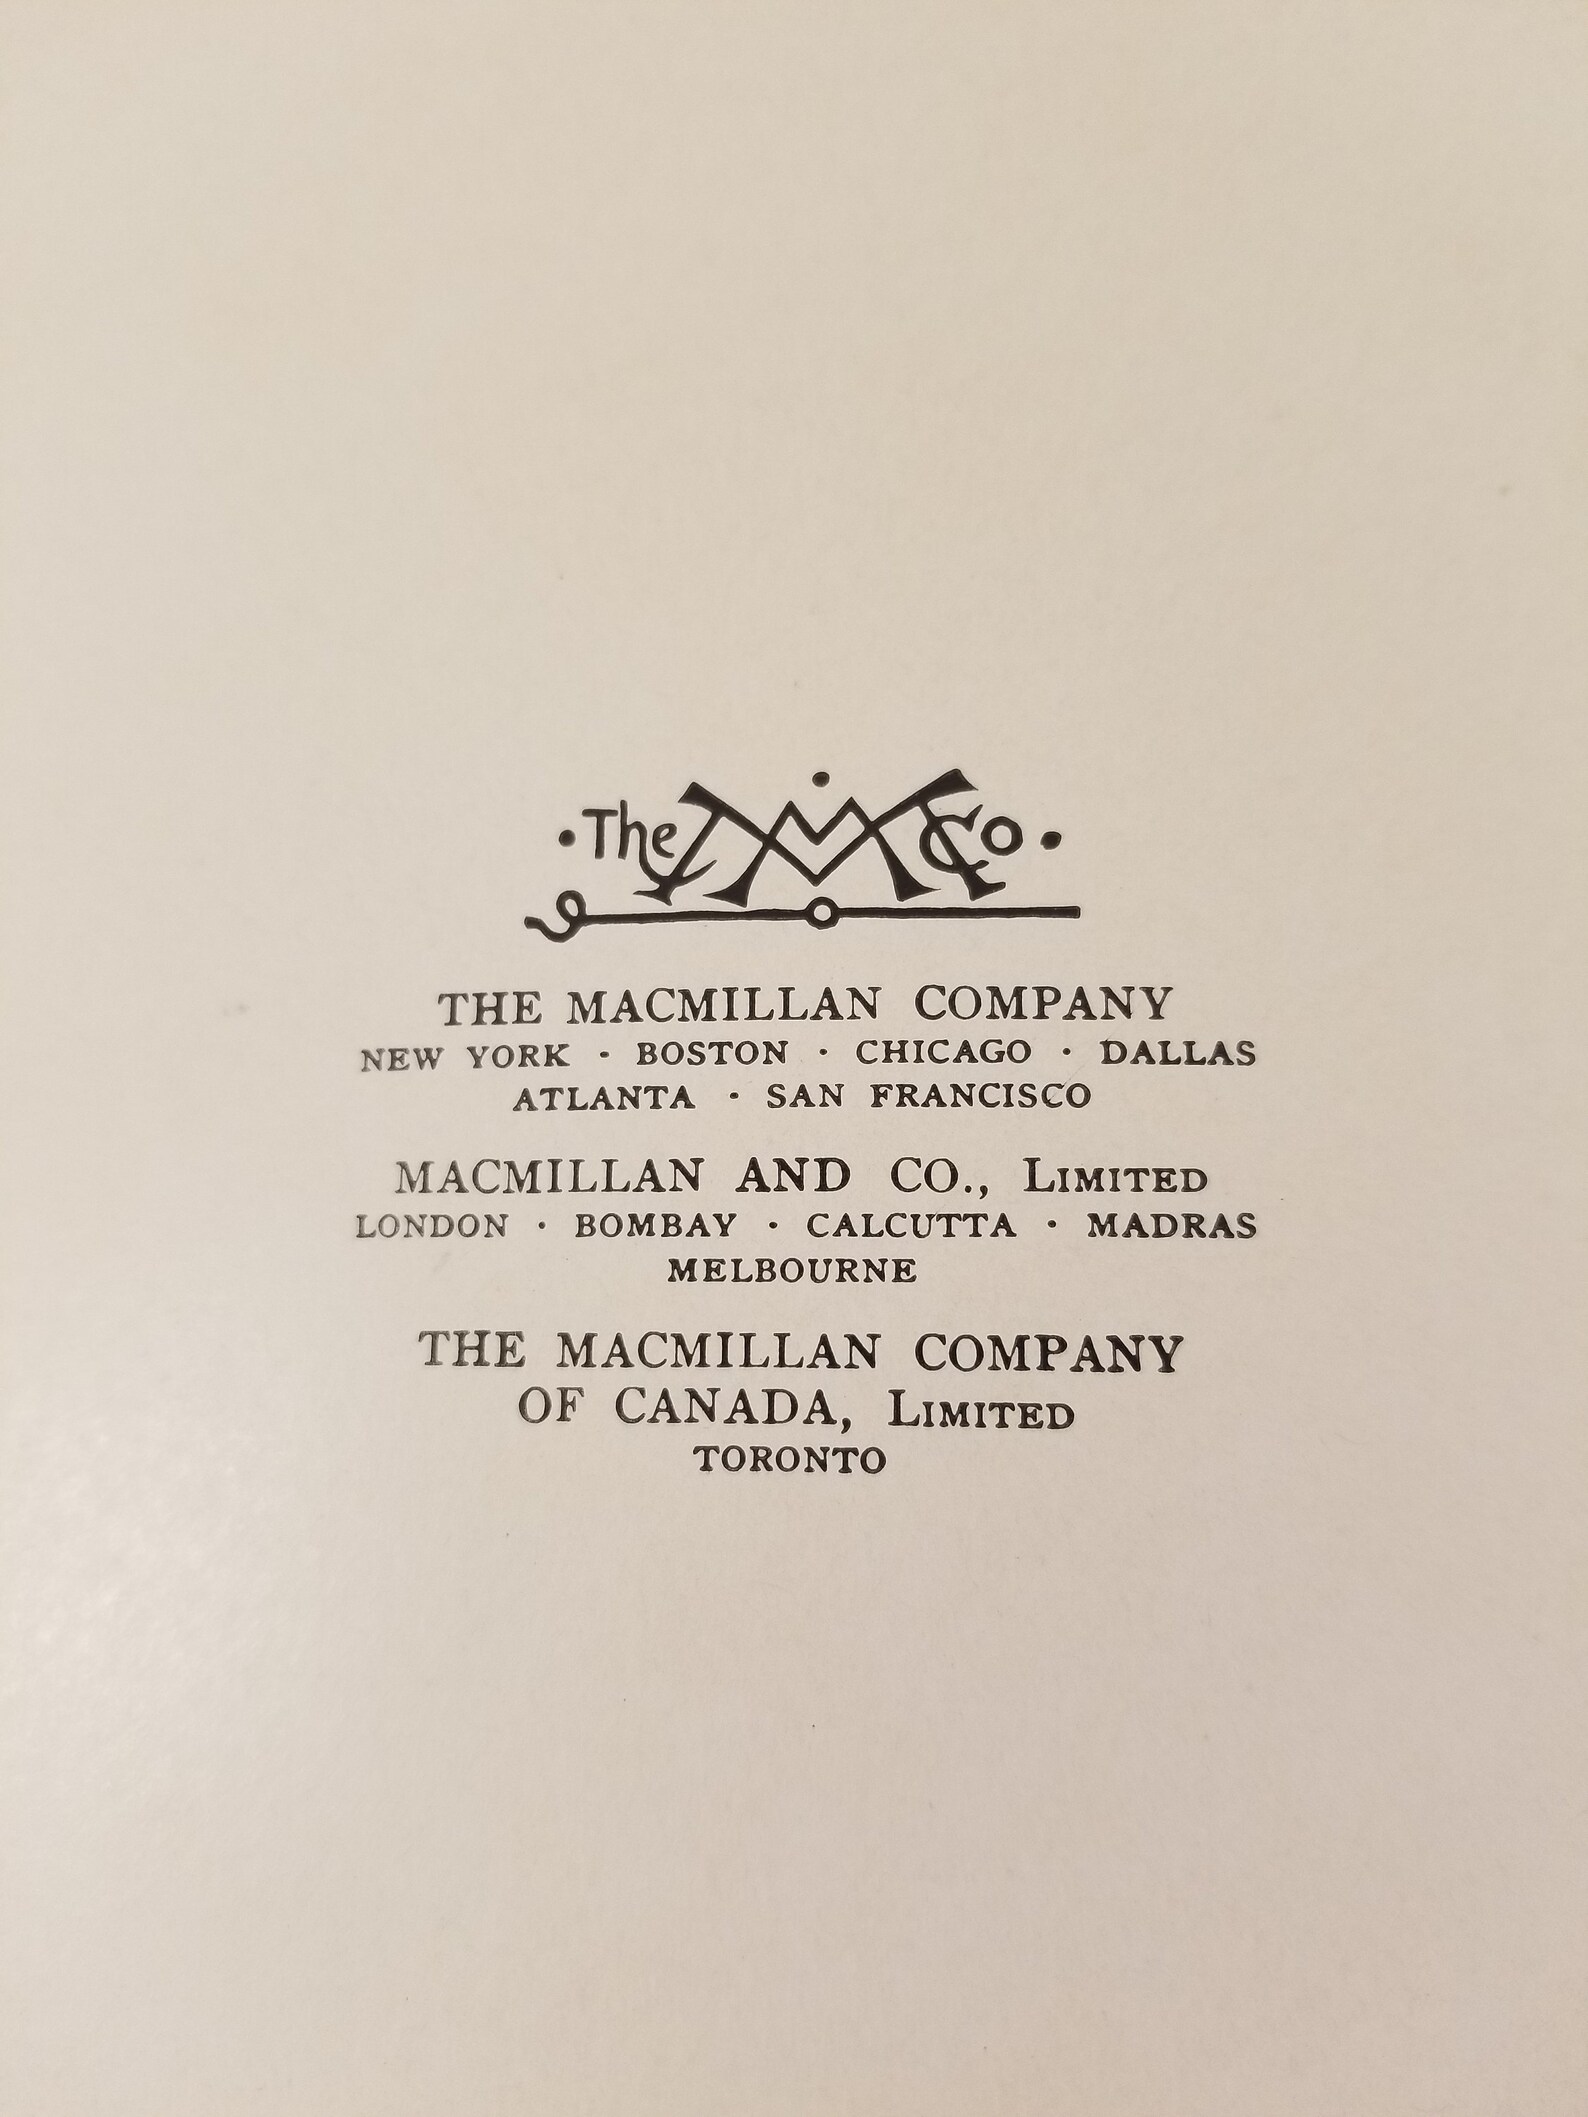 ·The MM Co·
THE MACMILLAN COMPANY
NEW YORK · BOSTON · CHICAGO · DALLAS
ATLANTA · SAN FRANCISCO
MACMILLAN AND CO., LIMITED
LONDON · BOMBAY · CALCUTTA · MADRAS
MELBOURNE
THE MACMILLAN COMPANY
OF CANADA, LIMITED
TORONTO